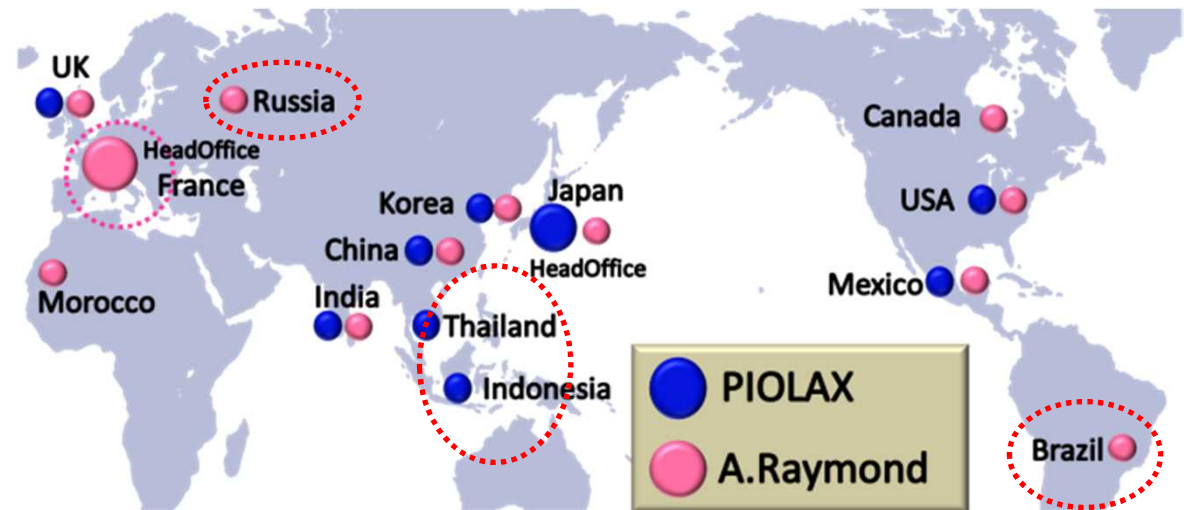 UK
Russia
HeadOffice
France
Morocco
Korea
Japan
HeadOffice
China
India
Thailand
Indonesia
Canada
USA
Mexico
Brazil
PIOLAX
A.Raymond